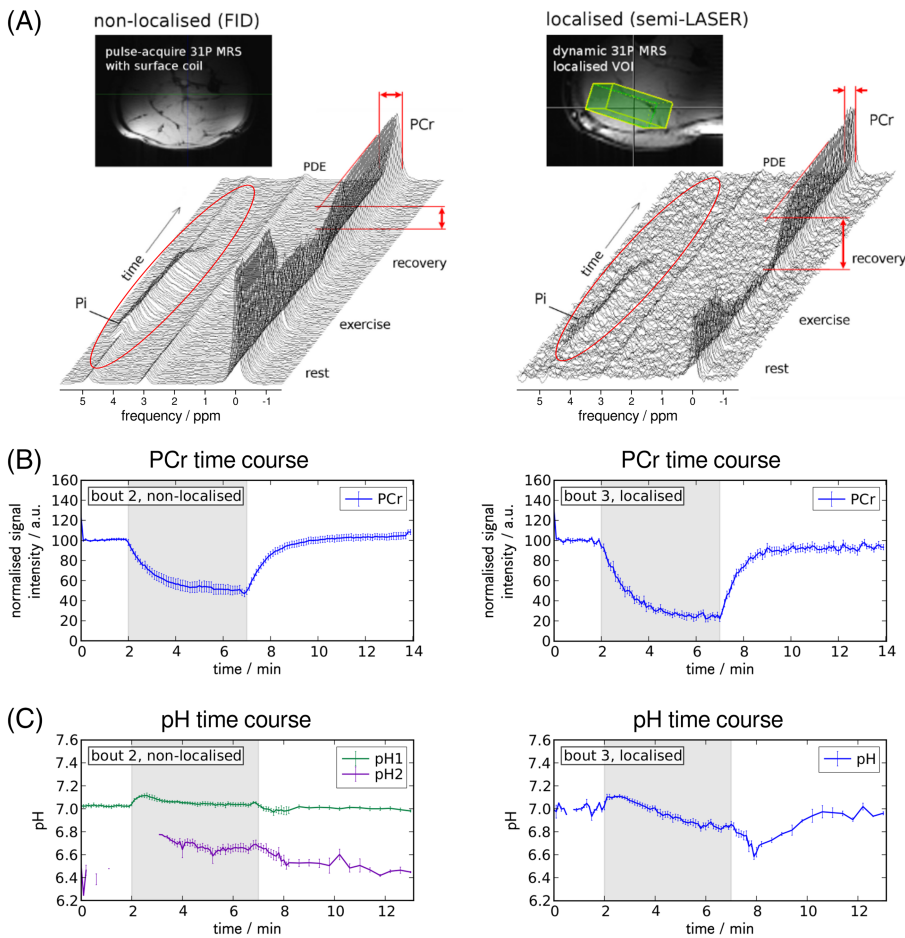 (A)
non-localised (FID)
pulse-acquire 31P MRS
with surface coil
PCr
PDE
time
recovery
Pi
exercise
rest
5 4 3 2 1 0 -1
frequency / ppm
localised (semi-LASER)
dynamic 31P MRS
localised VOI
PCr
PDE
time
recovery
Pi
exercise
rest
5 4 3 2 1 0 -1
frequency / ppm
(B)
PCr time course
bout 2, non-localised
PCr
normalised signal
intensity / a.u.
160
140
120
100
80
60
40
20
0
0 2 4 6 8 10 12 14
time / min
PCr time course
bout 3, localised
PCr
normalised signal
intensity / a.u.
160
140
120
100
80
60
40
20
0
0 2 4 6 8 10 12 14
time / min
(C)
pH time course
bout 2, non-localised
pH1
pH2
pH
7.6
7.4
7.2
7.0
6.8
6.6
6.4
6.2
0 2 4 6 8 10 12
time / min
pH time course
bout 3, localised
pH
pH
7.6
7.4
7.2
7.0
6.8
6.6
6.4
6.2
0 2 4 6 8 10 12
time / min